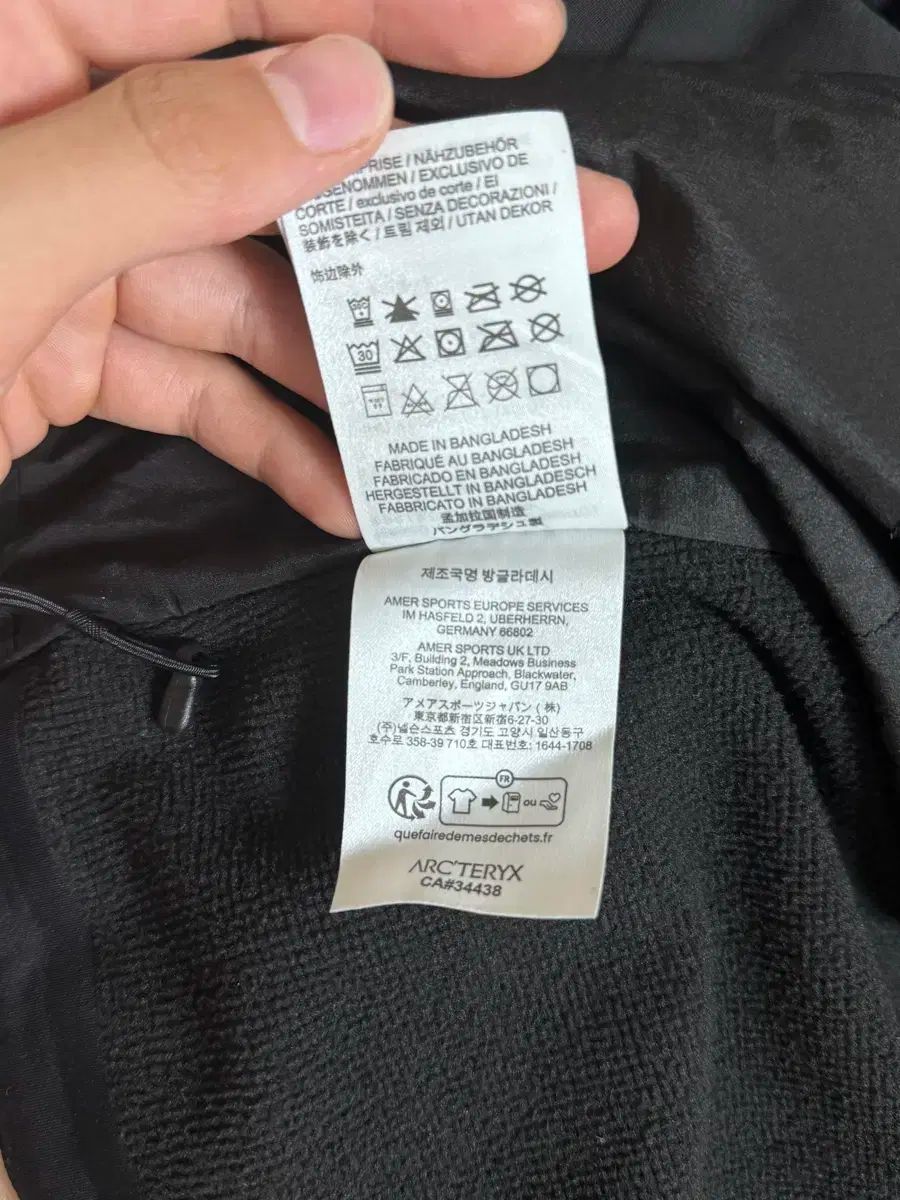 PRISE / NÄHZUBEHÖR
GENOMMEN / EXCLUSIVO DE
CORTE / exclusivo de corte / EI
SOMISTEITA / SENZA DECORAZIONI /
装飾を除く / 트림 제외 / UTAN DEKOR
饰边除外
30
MADE IN BANGLADESH
FABRIQUÉ AU BANGLADESH
FABRICADO EN BANGLADESH
HERGESTELLT IN BANGLADESCH
FABBRICATO IN BANGLADESH
孟加拉国制造
バングラデシュ製
제조국명 방글라데시
AMER SPORTS EUROPE SERVICES
IM HASFELD 2, UBERHERRN,
GERMANY 66802
AMER SPORTS UK LTD
3/F, Building 2, Meadows Business
Park Station Approach, Blackwater,
Camberley, England, GU17 9AB
アメアスポーツジャパン (株)
東京都新宿区新宿6-27-30
(주)넬슨스포츠 경기도 고양시 일산동구
호수로 358-39 710호 대표번호: 1644-1708
FR
ou
quefairedemesdechets.fr
ARC'TERYX
CA#34438